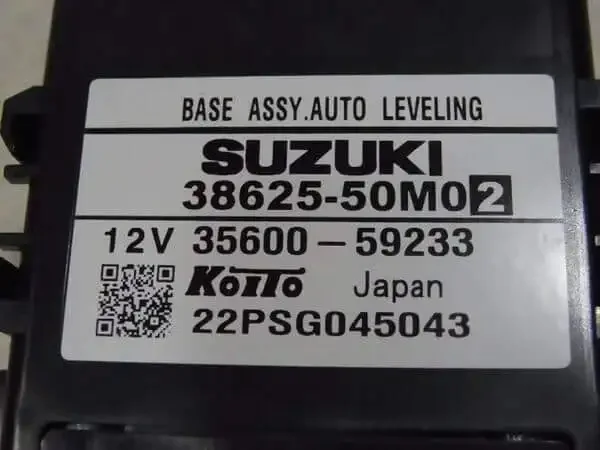 BASE ASSY.AUTO LEVELING
SUZUKI
38625-50M02
12V 35600-59233
KOITO Japan
22PSG045043